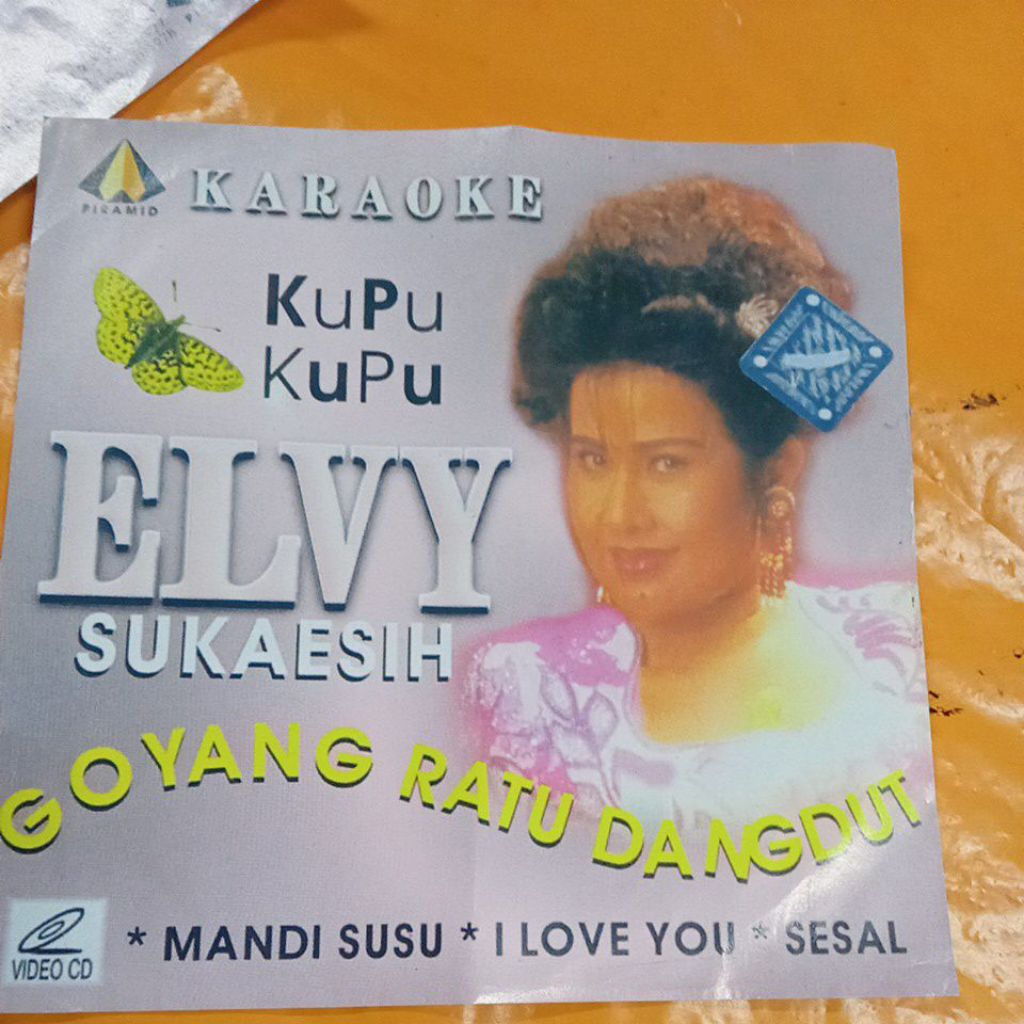 PIRAMID
KARAOKE
KuPu
KuPu
ELVY
SUKAESIH
GOYANG RATU DANGDUT
VIDEO CD
* MANDI SUSU * I LOVE YOU * SESAL